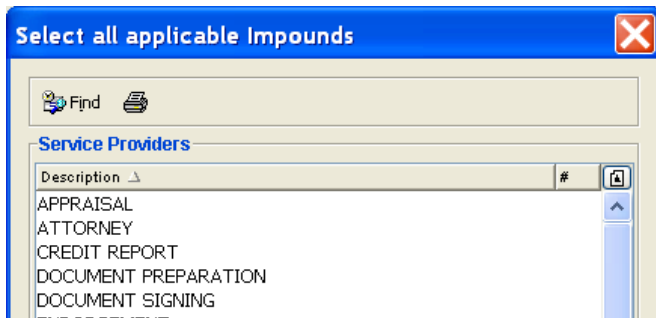 Select all applicable Impounds
Find
Service Providers
Description #
APPRAISAL
ATTORNEY
CREDIT REPORT
DOCUMENT PREPARATION
DOCUMENT SIGNING